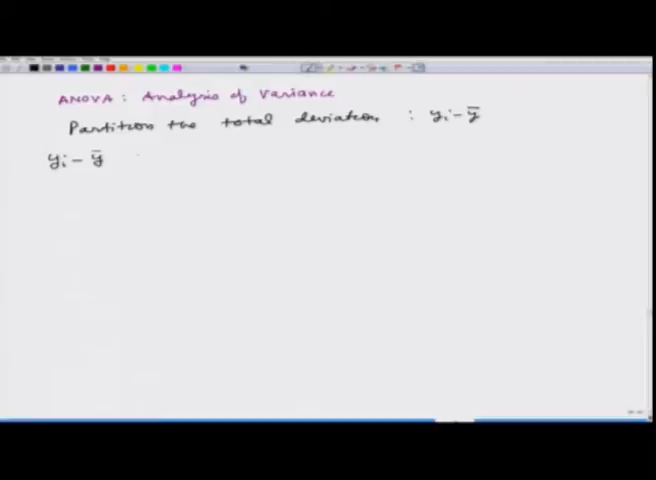 ANOVA : Analysis of Variance
Partition the total deviation : yi - ȳ
yi - ȳ